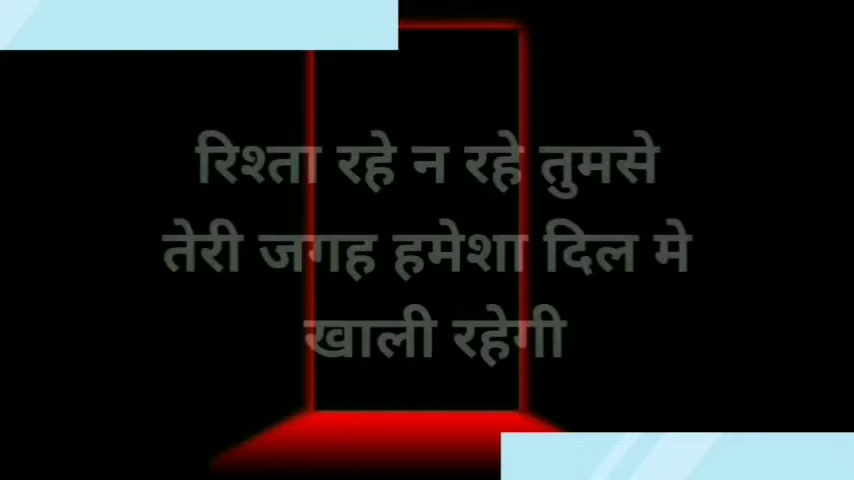 रिश्ता रहे न रहे तुमसे
तेरी जगह हमेशा दिल मे
खाली रहेगी